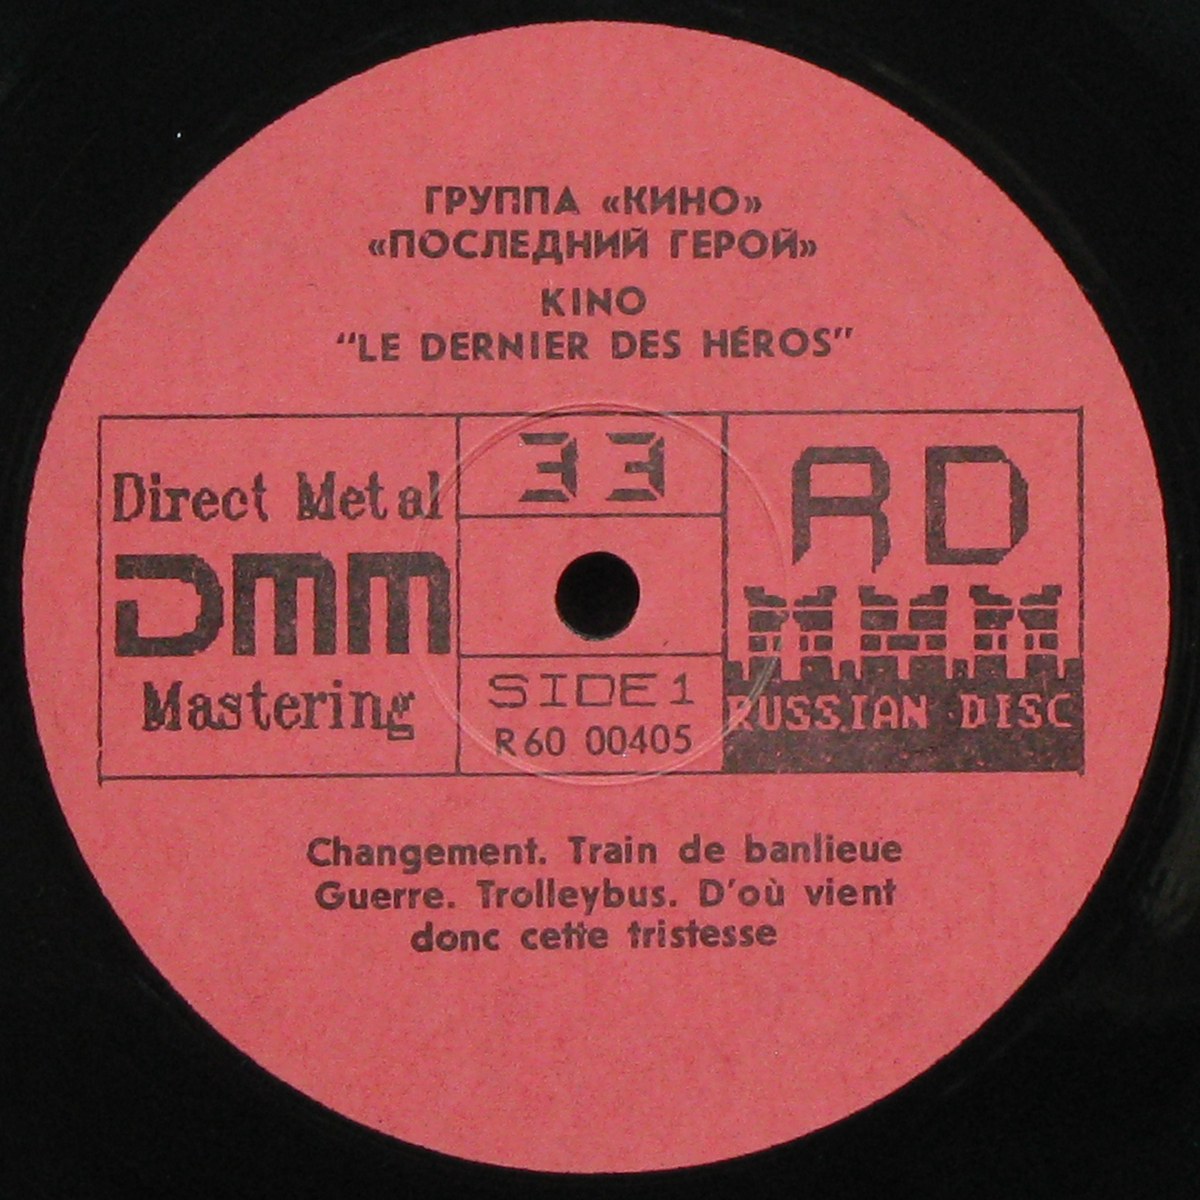 ГРУППА «КИНО»
«ПОСЛЕДНИЙ ГЕРОЙ»
KINO
"LE DERNIER DES HÉROS"
Direct Metal
DMM
Mastering
33
SIDE 1
R60 00405
RD
RUSSIAN DISC
Changement. Train de banlieue
Guerre. Trolleybus. D'où vient
donc cette tristesse